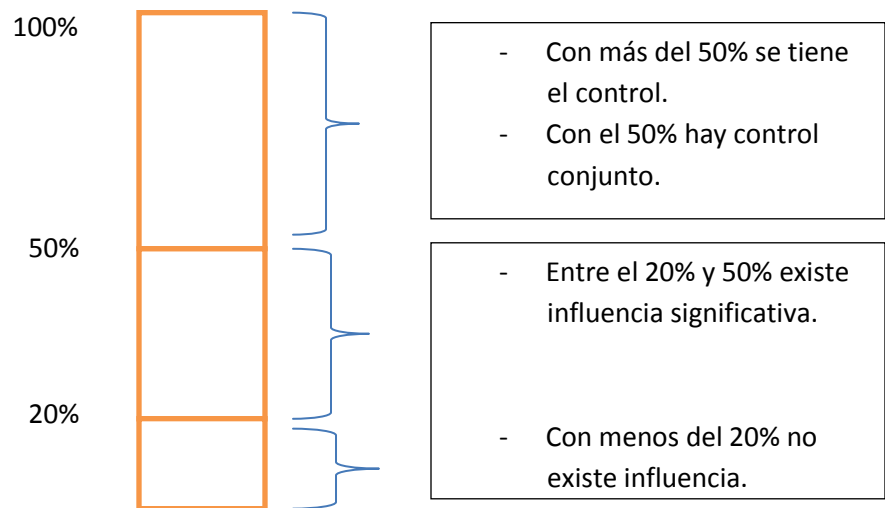 100%
- Con más del 50% se tiene
el control.
- Con el 50% hay control
conjunto.
50%
- Entre el 20% y 50% existe
influencia significativa.
20%
- Con menos del 20% no
existe influencia.